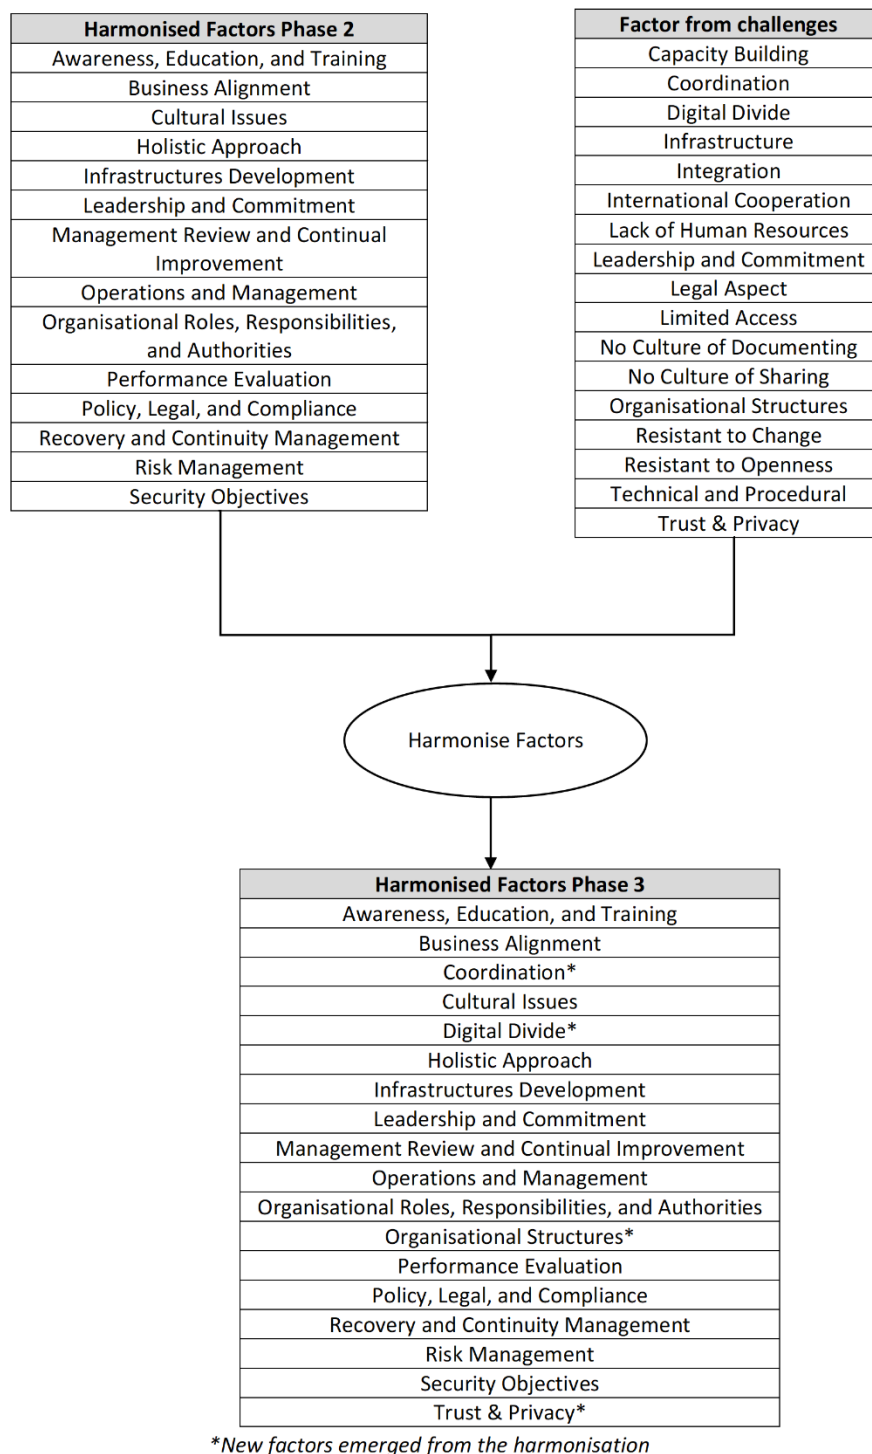 Harmonised Factors Phase 2
Awareness, Education, and Training
Business Alignment
Cultural Issues
Holistic Approach
Infrastructures Development
Leadership and Commitment
Management Review and Continual
Improvement
Operations and Management
Organisational Roles, Responsibilities,
and Authorities
Performance Evaluation
Policy, Legal, and Compliance
Recovery and Continuity Management
Risk Management
Security Objectives
Factor from challenges
Capacity Building
Coordination
Digital Divide
Infrastructure
Integration
International Cooperation
Lack of Human Resources
Leadership and Commitment
Legal Aspect
Limited Access
No Culture of Documenting
No Culture of Sharing
Organisational Structures
Resistant to Change
Resistant to Openness
Technical and Procedural
Trust & Privacy
Harmonise Factors
Harmonised Factors Phase 3
Awareness, Education, and Training
Business Alignment
Coordination*
Cultural Issues
Digital Divide*
Holistic Approach
Infrastructures Development
Leadership and Commitment
Management Review and Continual Improvement
Operations and Management
Organisational Roles, Responsibilities, and Authorities
Organisational Structures*
Performance Evaluation
Policy, Legal, and Compliance
Recovery and Continuity Management
Risk Management
Security Objectives
Trust & Privacy*
*New factors emerged from the harmonisation